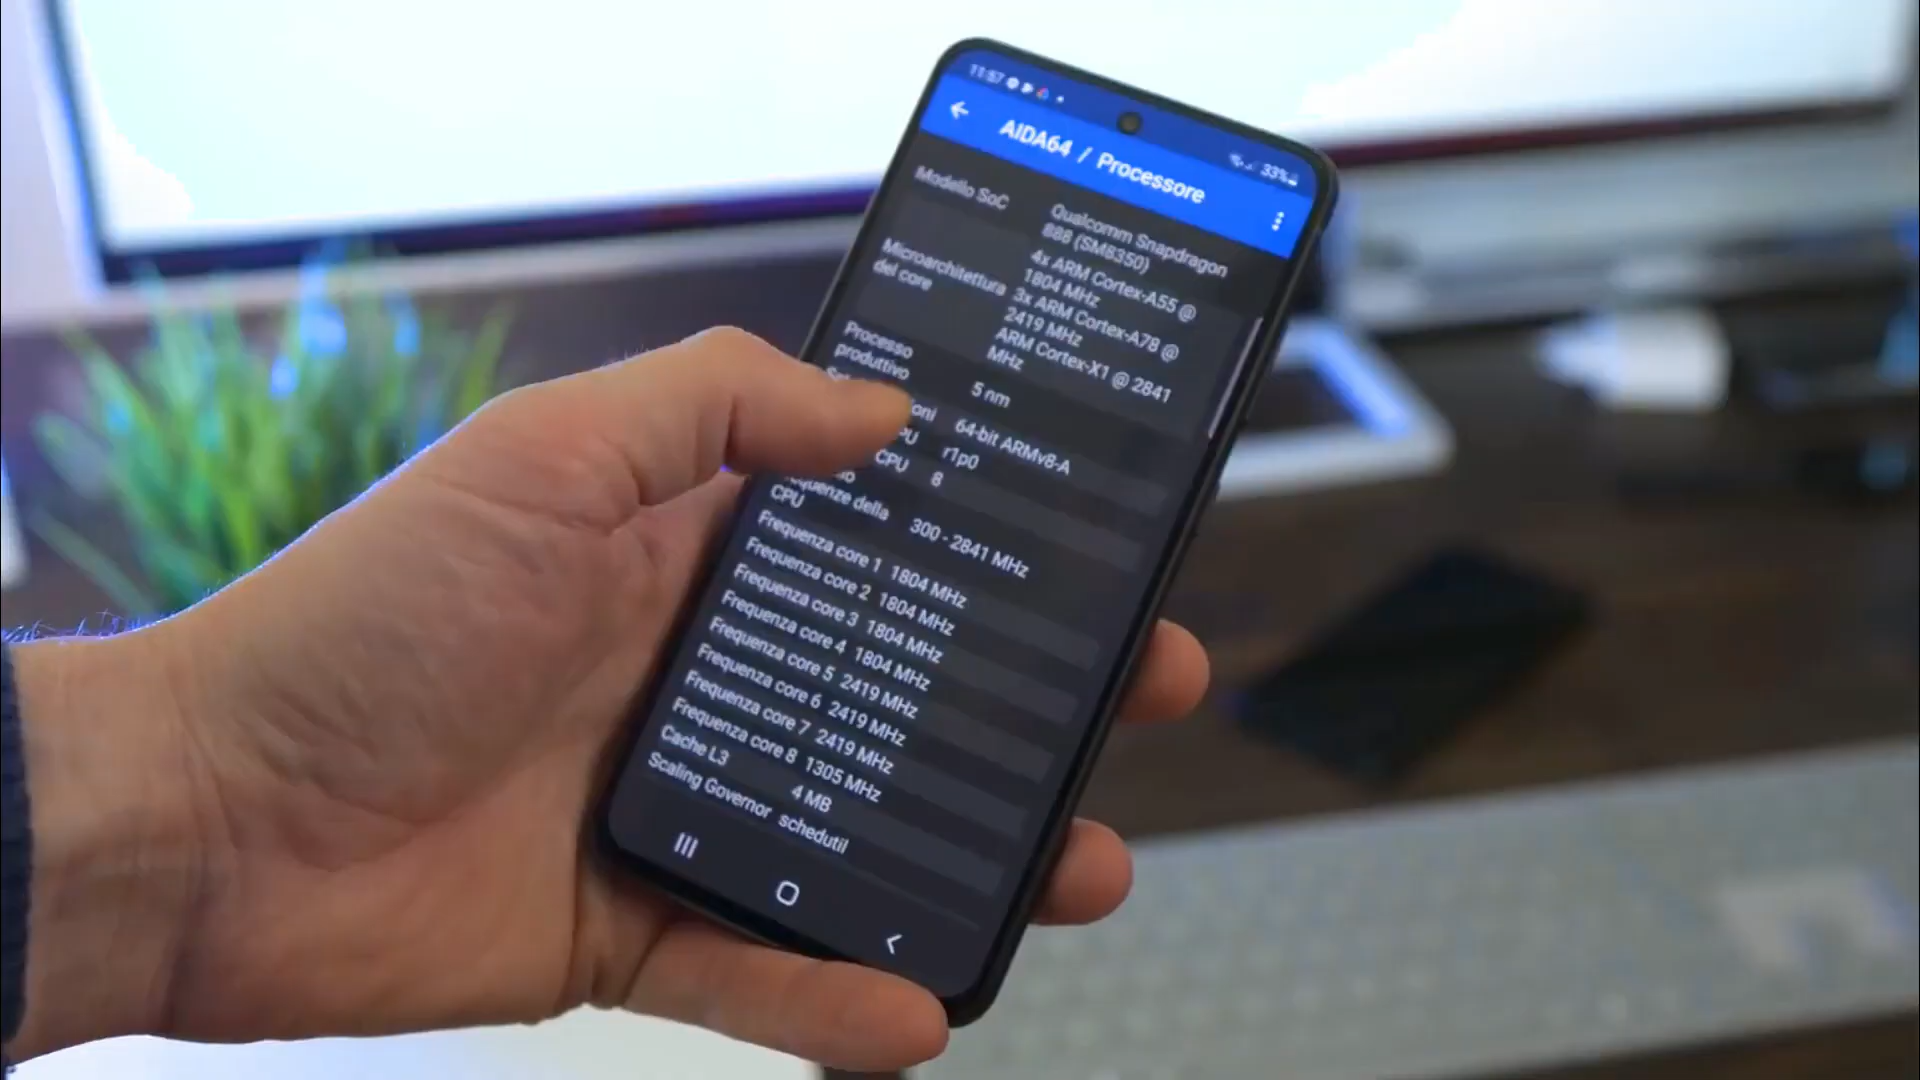 11:57
33%
AIDA64 / Processore
Modello SoC
Qualcomm Snapdragon
888 (SM8350)
Microarchitettura
del core
4x ARM Cortex-A55 @
1804 MHz
3x ARM Cortex-A78 @
2419 MHz
ARM Cortex-X1 @ 2841
MHz
Processo
produttivo
5 nm
64-bit ARMv8-A
r1p0
CPU
8
della
CPU
300 - 2841 MHz
Frequenza core 1 1804 MHz
Frequenza core 2 1804 MHz
Frequenza core 3 1804 MHz
Frequenza core 4 1804 MHz
Frequenza core 5 2419 MHz
Frequenza core 6 2419 MHz
Frequenza core 7 2419 MHz
Frequenza core 8 1305 MHz
Cache L3
4 MB
Scaling Governor schedutil